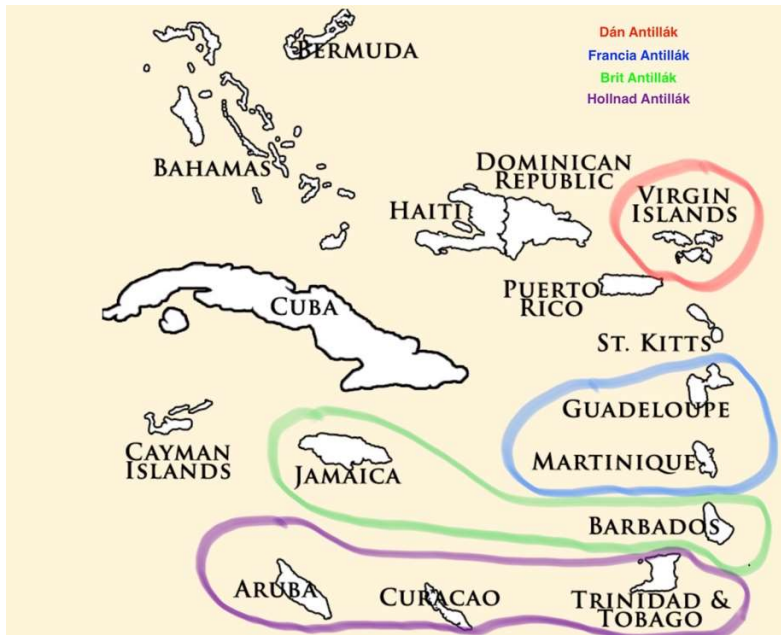 Dán Antillák
Francia Antillák
Brit Antillák
Hollnad Antillák
BERMUDA
BAHAMAS
DOMINICAN
REPUBLIC
HAITI
VIRGIN
ISLANDS
CUBA
PUERTO
RICO
ST. KITTS
GUADELOUPE
CAYMAN
ISLANDS
JAMAICA
MARTINIQUE
BARBADOS
ARUBA
CURACAO
TRINIDAD &
TOBAGO